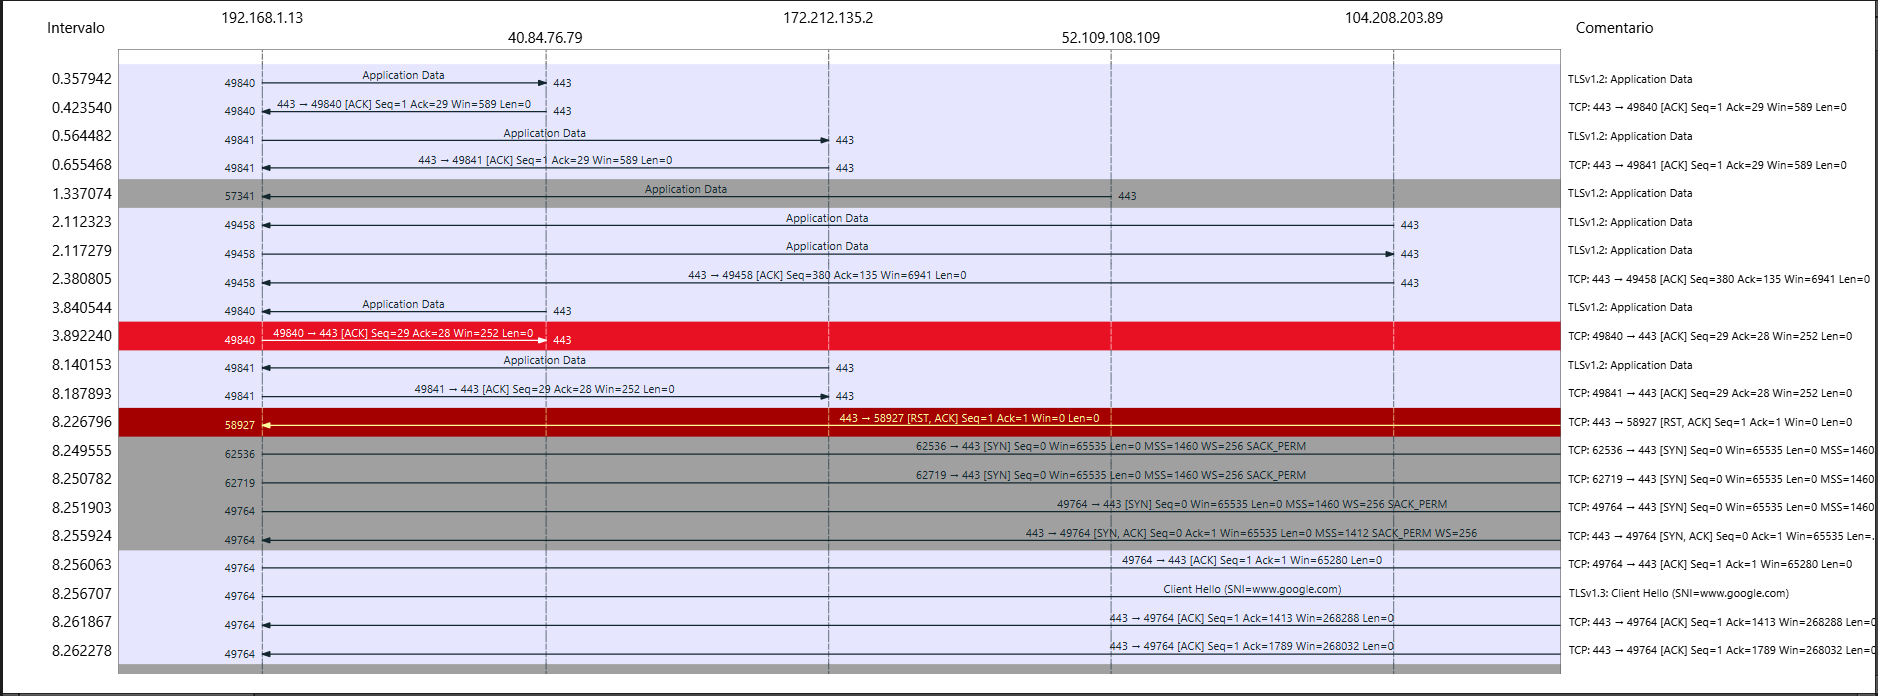 192.168.1.13 172.212.135.2 104.208.203.89
Intervalo 40.84.76.79 52.109.108.109 Comentario
0.357942 49840 Application Data 443 TLSv1.2: Application Data
0.423540 49840 443 → 49840 [ACK] Seq=1 Ack=29 Win=589 Len=0 443 TCP: 443 → 49840 [ACK] Seq=1 Ack=29 Win=589 Len=0
0.564482 49841 Application Data 443 TLSv1.2: Application Data
0.655468 49841 443 → 49841 [ACK] Seq=1 Ack=29 Win=589 Len=0 443 TCP: 443 → 49841 [ACK] Seq=1 Ack=29 Win=589 Len=0
1.337074 57341 Application Data 443 TLSv1.2: Application Data
2.112323 49458 Application Data 443 TLSv1.2: Application Data
2.117279 49458 Application Data 443 TLSv1.2: Application Data
2.380805 49458 443 → 49458 [ACK] Seq=380 Ack=135 Win=6941 Len=0 443 TCP: 443 → 49458 [ACK] Seq=380 Ack=135 Win=6941 Len=0
3.840544 49840 Application Data 443 TLSv1.2: Application Data
3.892240 49840 49840 → 443 [ACK] Seq=29 Ack=28 Win=252 Len=0 443 TCP: 49840 → 443 [ACK] Seq=29 Ack=28 Win=252 Len=0
8.140153 49841 Application Data 443 TLSv1.2: Application Data
8.187893 49841 49841 → 443 [ACK] Seq=29 Ack=28 Win=252 Len=0 443 TCP: 49841 → 443 [ACK] Seq=29 Ack=28 Win=252 Len=0
8.226796 58927 443 → 58927 [RST, ACK] Seq=1 Ack=1 Win=0 Len=0 TCP: 443 → 58927 [RST, ACK] Seq=1 Ack=1 Win=0 Len=0
8.249555 62536 62536 → 443 [SYN] Seq=0 Win=65535 Len=0 MSS=1460 WS=256 SACK_PERM TCP: 62536 → 443 [SYN] Seq=0 Win=65535 Len=0 MSS=1460
8.250782 62719 62719 → 443 [SYN] Seq=0 Win=65535 Len=0 MSS=1460 WS=256 SACK_PERM TCP: 62719 → 443 [SYN] Seq=0 Win=65535 Len=0 MSS=1460
8.251903 49764 49764 → 443 [SYN] Seq=0 Win=65535 Len=0 MSS=1460 WS=256 SACK_PERM TCP: 49764 → 443 [SYN] Seq=0 Win=65535 Len=0 MSS=1460
8.255924 49764 443 → 49764 [SYN, ACK] Seq=0 Ack=1 Win=65535 Len=0 MSS=1412 SACK_PERM WS=256 TCP: 443 → 49764 [SYN, ACK] Seq=0 Ack=1 Win=65535 Len=..
8.256063 49764 49764 → 443 [ACK] Seq=1 Ack=1 Win=65280 Len=0 TCP: 49764 → 443 [ACK] Seq=1 Ack=1 Win=65280 Len=0
8.256707 49764 Client Hello (SNI=www.google.com) TLSv1.3: Client Hello (SNI=www.google.com)
8.261867 49764 443 → 49764 [ACK] Seq=1 Ack=1413 Win=268288 Len=0 TCP: 443 → 49764 [ACK] Seq=1 Ack=1413 Win=268288 Len=0
8.262278 49764 443 → 49764 [ACK] Seq=1 Ack=1789 Win=268032 Len=0 TCP: 443 → 49764 [ACK] Seq=1 Ack=1789 Win=268032 Len=0